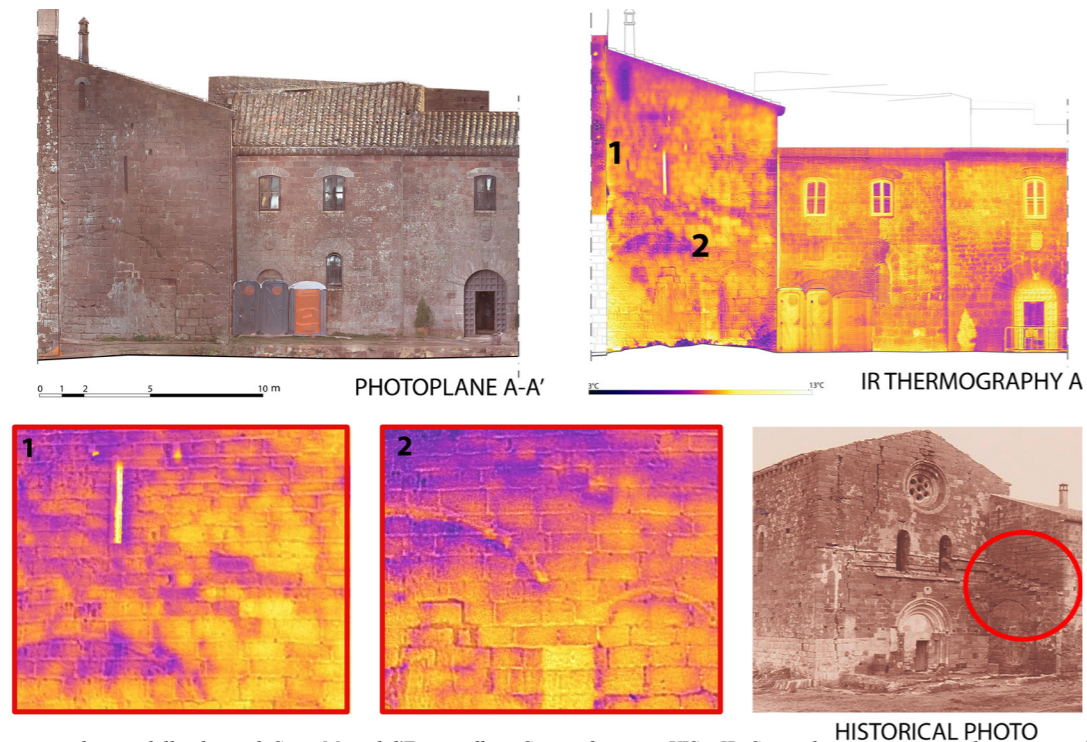 1
2
0 1 2 5 10 m
PHOTOPLANE A-A'
3°C 13°C
IR THERMOGRAPHY A
1
2
HISTORICAL PHOTO